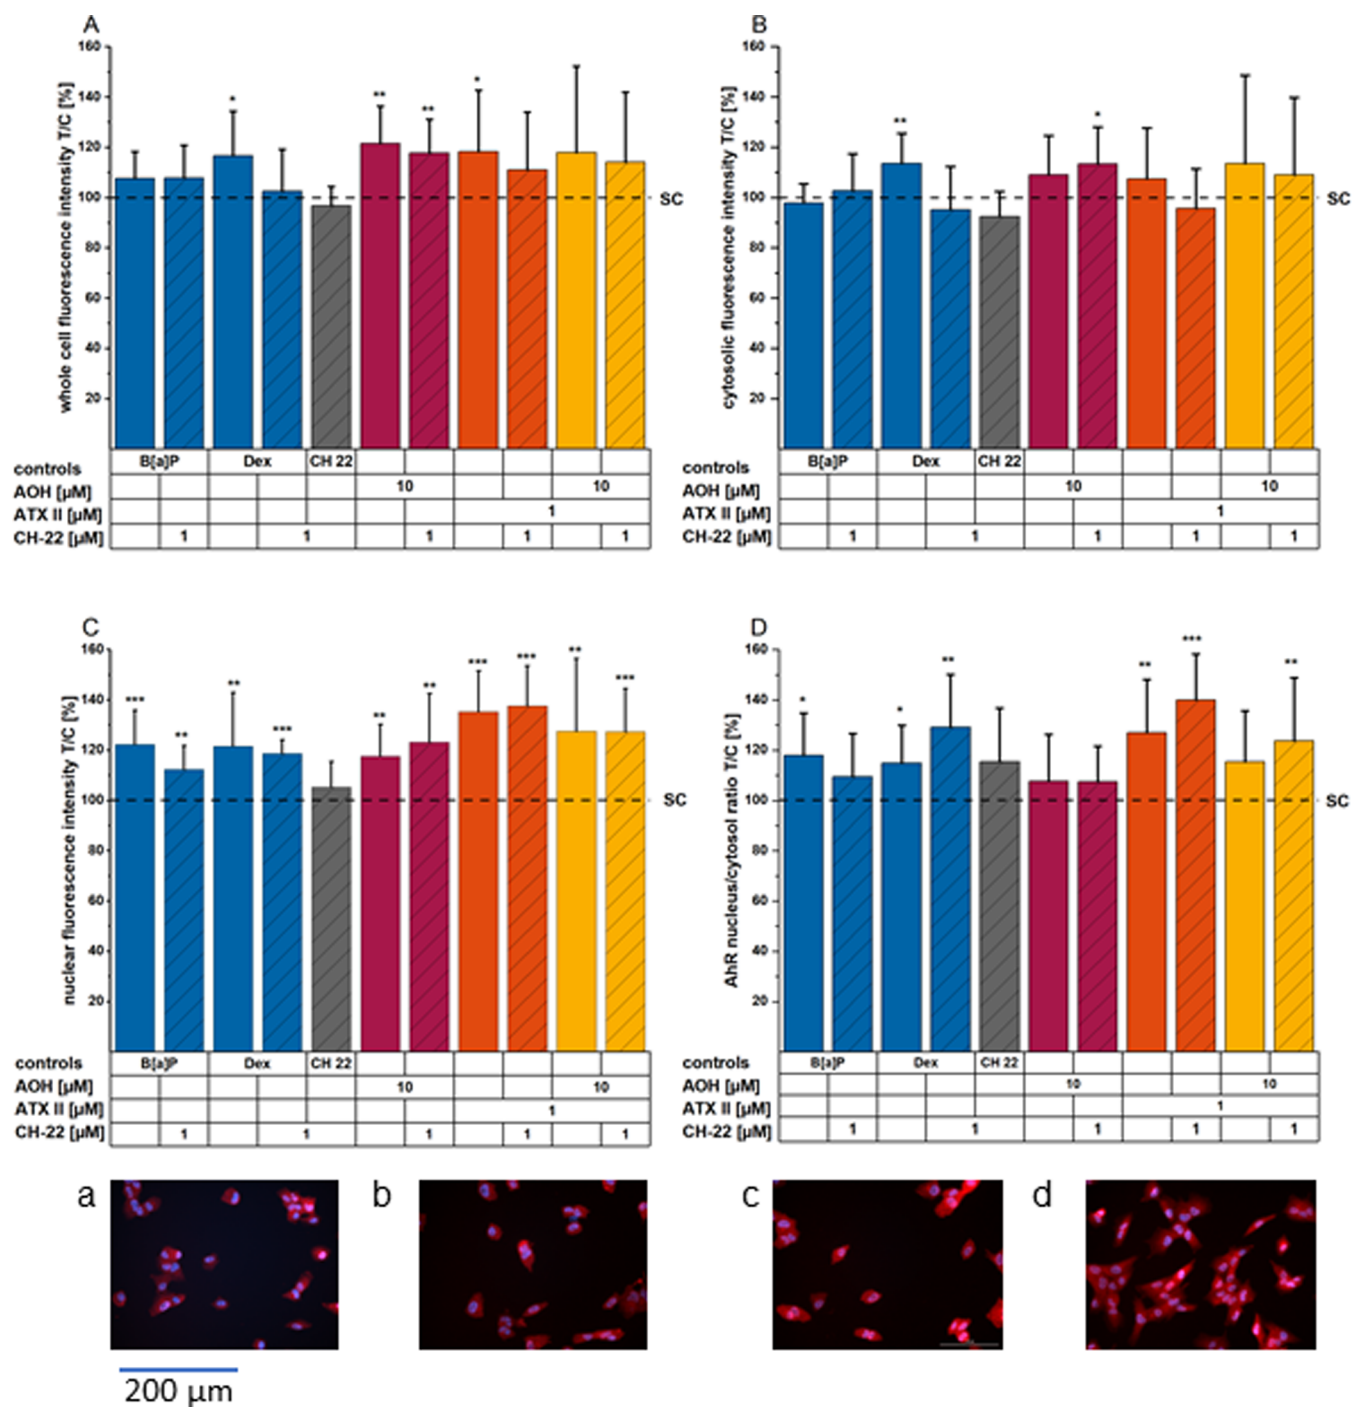 A
whole cell fluorescence intensity T/C [%]
160
140
120
100
80
60
40
20
* ** ** *
SC
controls B[a]P Dex CH 22
AOH [µM] 10 10
ATX II [µM] 1
CH-22 [µM] 1 1 1 1 1
B
cytosolic fluorescence intensity T/C [%]
160
140
120
100
80
60
40
20
** *
SC
controls B[a]P Dex CH 22
AOH [µM] 10 10
ATX II [µM] 1
CH-22 [µM] 1 1 1 1 1
C
nuclear fluorescence intensity T/C [%]
160
140
120
100
80
60
40
20
*** ** ** *** ** ** *** *** ** ***
SC
controls B[a]P Dex CH 22
AOH [µM] 10 10
ATX II [µM] 1
CH-22 [µM] 1 1 1 1 1
D
AhR nucleus/cytosol ratio T/C [%]
160
140
120
100
80
60
40
20
* * ** ** *** **
SC
controls B[a]P Dex CH 22
AOH [µM] 10 10
ATX II [µM] 1
CH-22 [µM] 1 1 1 1 1
a b c d
200 µm